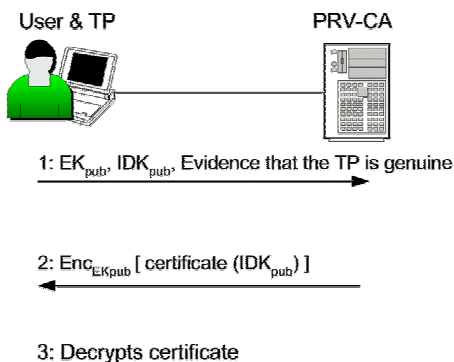 User & TP
PRV-CA
1: EKpub, IDKpub, Evidence that the TP is genuine
2: EncEKpub [ certificate (IDKpub) ]
3: Decrypts certificate